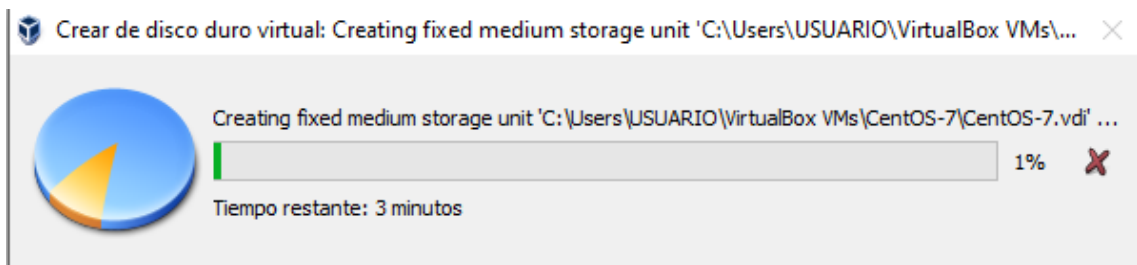 Crear de disco duro virtual: Creating fixed medium storage unit 'C:\Users\USUARIO\VirtualBox VMs\...
Creating fixed medium storage unit 'C:\Users\USUARIO\VirtualBox VMs\CentOS-7\CentOS-7.vdi' ...
1%
Tiempo restante: 3 minutos